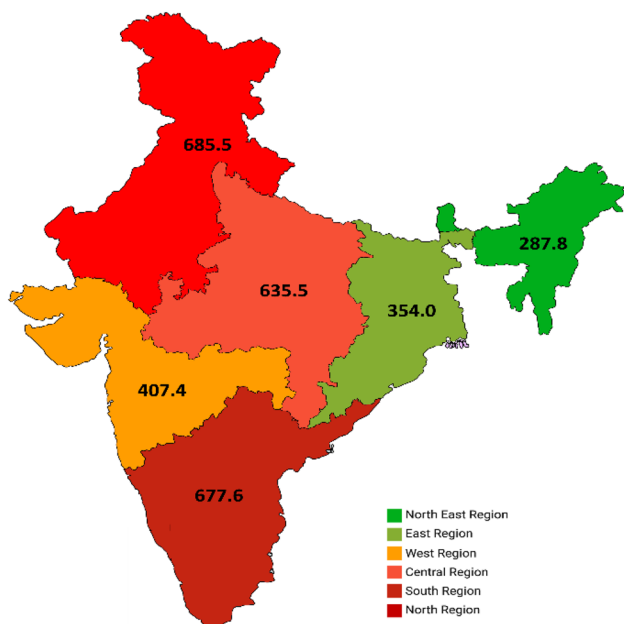 685.5
287.8
635.5
354.0
407.4
677.6
North East Region
East Region
West Region
Central Region
South Region
North Region